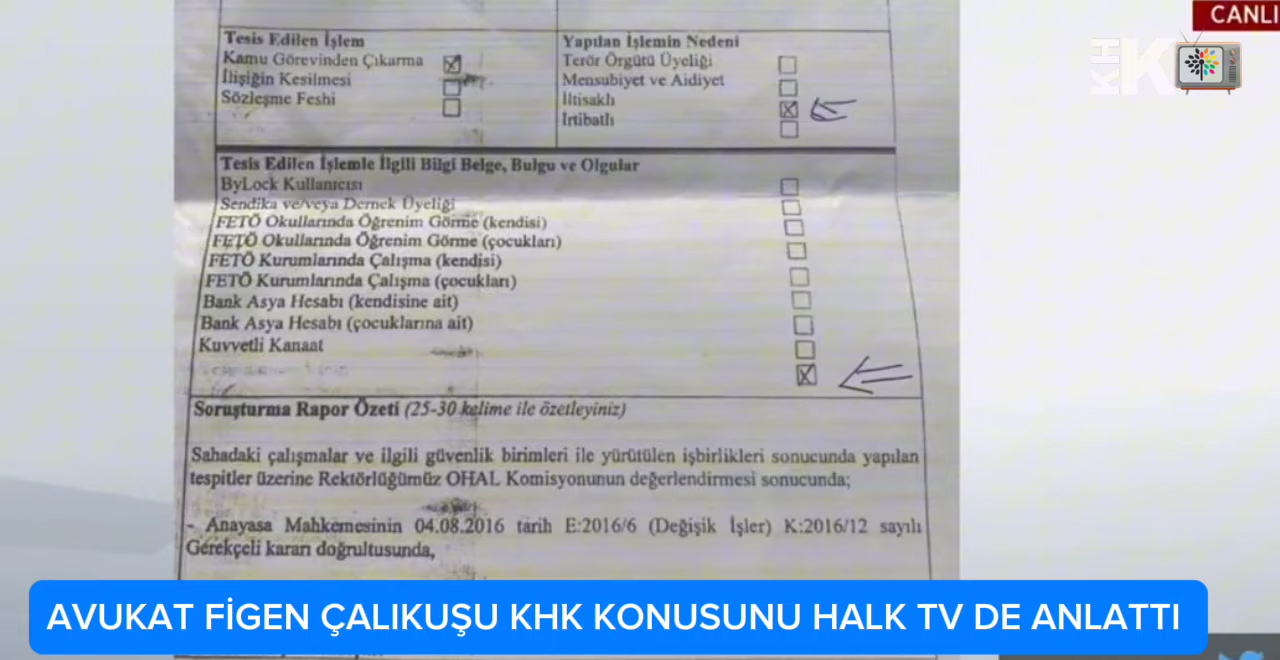 CANLI
KHK
Tesis Edilen İşlem
Kamu Görevinden Çıkarma
İlişiğin Kesilmesi
Sözleşme Feshi
Yapılan İşlemin Nedeni
Terör Örgütü Üyeliği
Mensubiyet ve Aidiyet
İltisaklı
İrtibatlı
Tesis Edilen İşlemle İlgili Bilgi Belge, Bulgu ve Olgular
ByLock Kullanıcısı
Sendika ve/veya Dernek Üyeliği
FETÖ Okullarında Öğrenim Görme (kendisi)
FETÖ Okullarında Öğrenim Görme (çocukları)
FETÖ Kurumlarında Çalışma (kendisi)
FETÖ Kurumlarında Çalışma (çocukları)
Bank Asya Hesabı (kendisine ait)
Bank Asya Hesabı (çocuklarına ait)
Kuvvetli Kanaat
Soruşturma Rapor Özeti (25-30 kelime ile özetleyiniz)
Sahadaki çalışmalar ve ilgili güvenlik birimleri ile yürütülen işbirlikleri sonucunda yapılan
tespitler üzerine Rektörlüğümüz OHAL Komisyonunun değerlendirmesi sonucunda;
- Anayasa Mahkemesinin 04.08.2016 tarih E:2016/6 (Değişik İşler) K:2016/12 sayılı
Gerekçeli kararı doğrultusunda,
AVUKAT FİGEN ÇALIKUŞU KHK KONUSUNU HALK TV DE ANLATTI